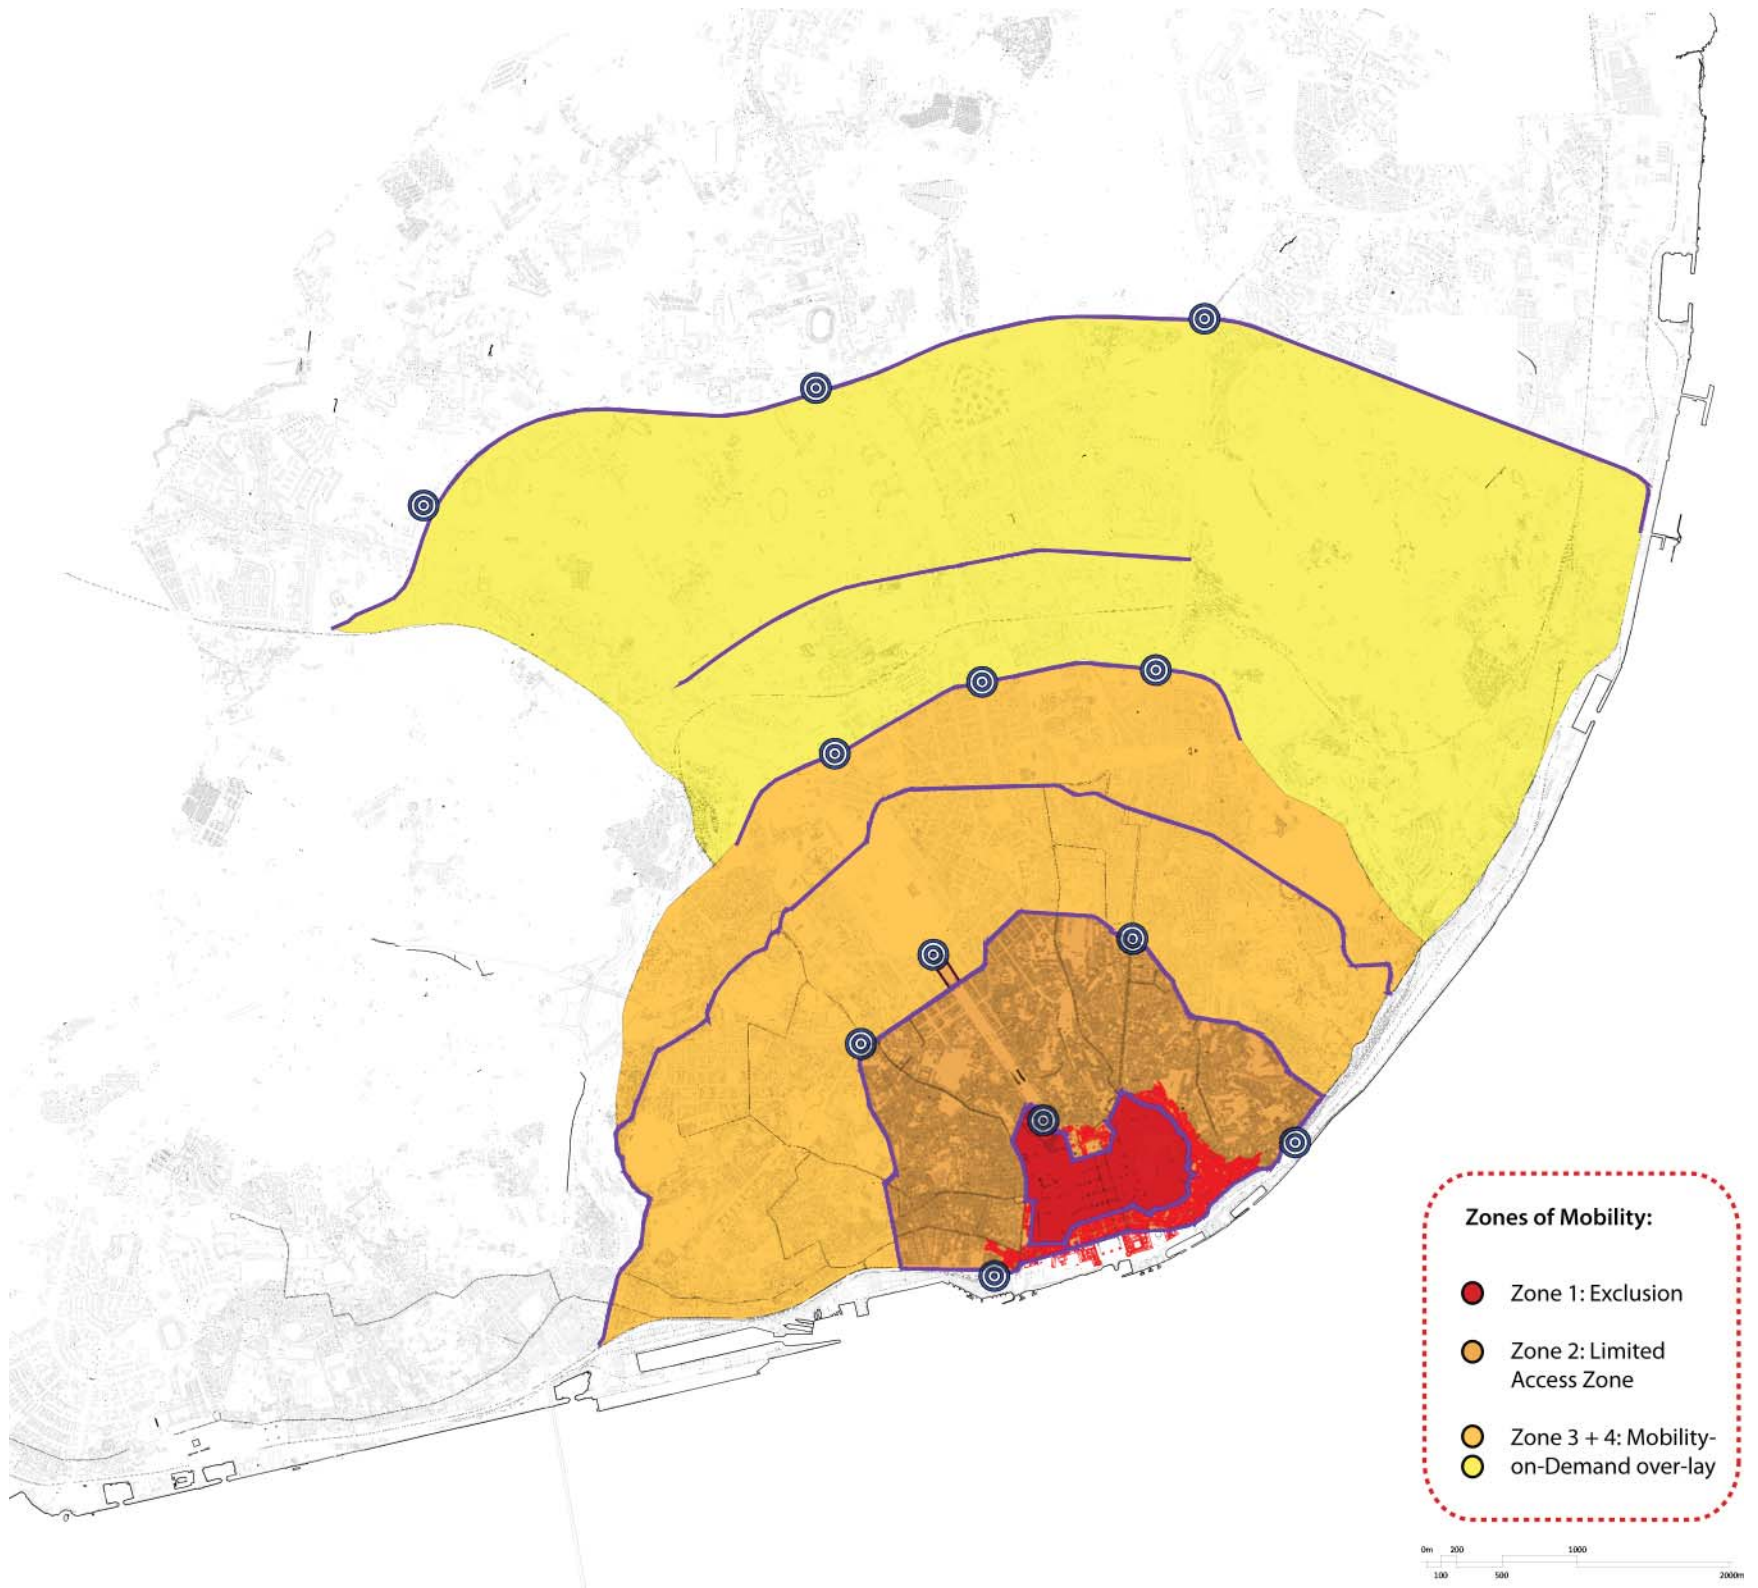 Zones of Mobility:
Zone 1: Exclusion
Zone 2: Limited
Access Zone
Zone 3 + 4: Mobility-
on-Demand over-lay
0m 200 1000
100 500 2000m